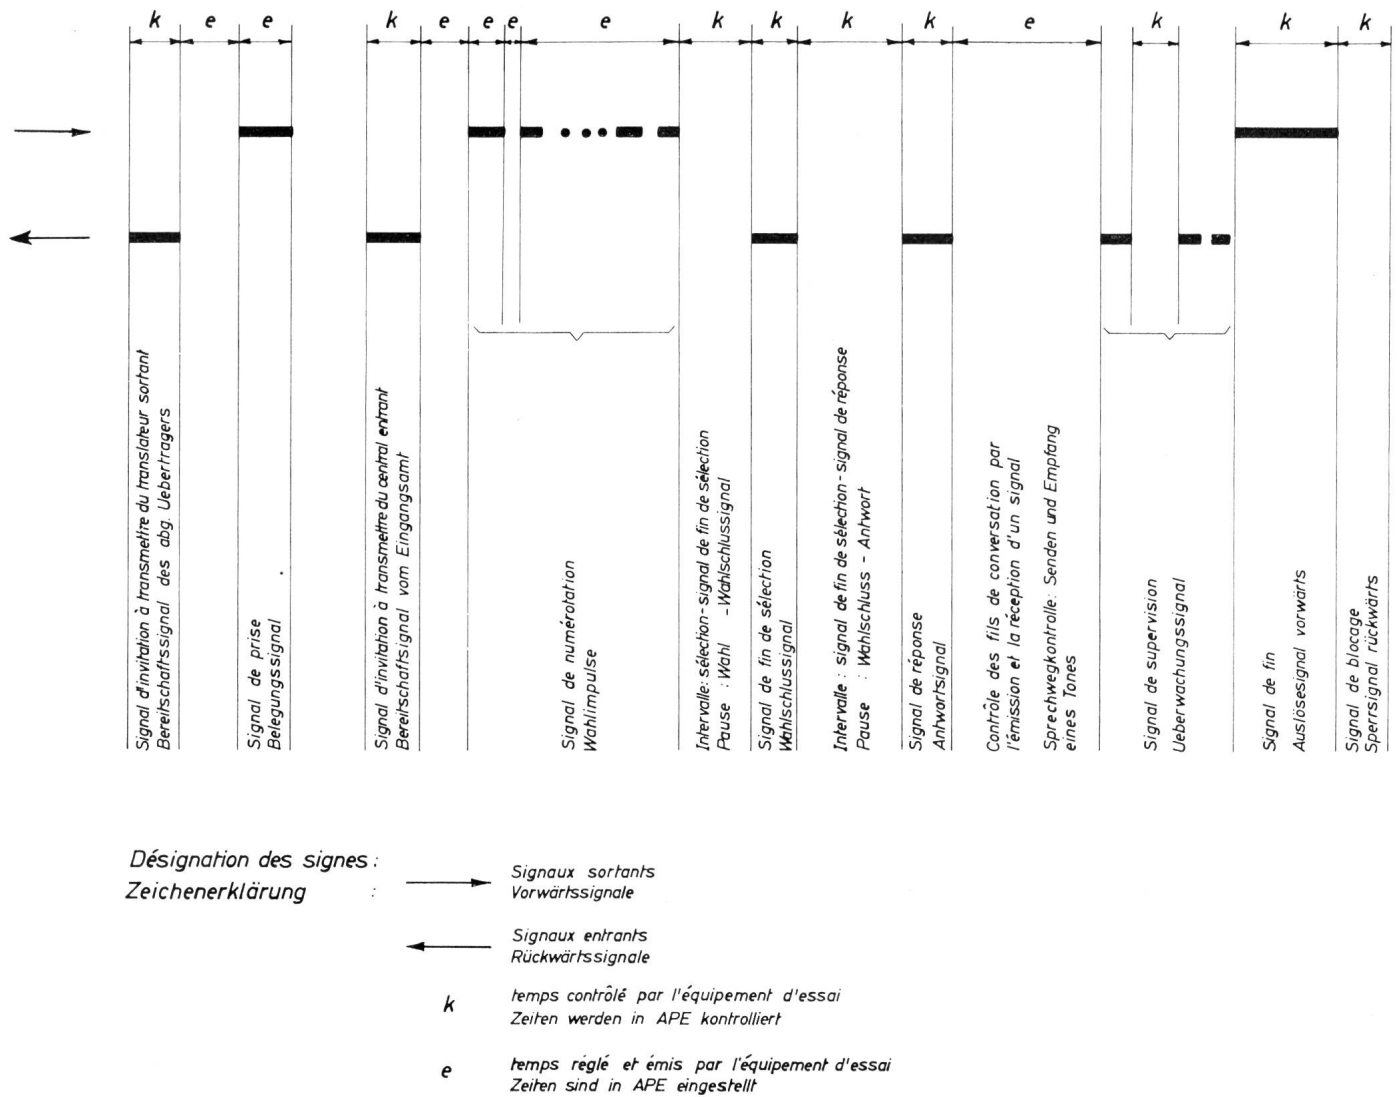 k e e k e e e e k k k k e k k k
Signal d'invitation à transmettre du translateur sortant
Bereitschaftssignal des abg. Uebertragers
Signal de prise
Belegungssignal
Signal d'invitation à transmettre du central entrant
Bereitschaftsignal vom Eingangsamt
Signal de numérotation
Wahlimpulse
Intervalle: sélection-signal de fin de sélection
Pause : Wahl - Wahlschlussignal
Signal de fin de sélection
Wahlschlussignal
Intervalle : signal de fin de sélection-signal de réponse
Pause : Wahlschluss - Antwort
Signal de réponse
Antwortsignal
Contrôle des fils de conversation par
l'émission et la réception d'un signal
Sprechwegkontrolle: Senden und Empfang
eines Tones
Signal de supervision
Ueberwachungssignal
Signal de fin
Auslösesignal vorwärts
Signal de blocage
Sperrsignal rückwärts
Désignation des signes :
Zeichenerklärung :
Signaux sortants
Vorwärtssignale
Signaux entrants
Rückwärtssignale
k temps contrôlé par l'équipement d'essai
Zeiten werden in APE kontrolliert
e temps réglé et émis par l'équipement d'essai
Zeiten sind in APE eingestellt